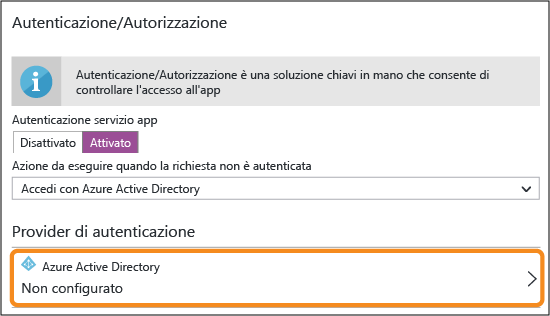 Autenticazione/Autorizzazione
Autenticazione/Autorizzazione è una soluzione chiavi in mano che consente di
controllare l'accesso all'app
Autenticazione servizio app
Disattivato Attivato
Azione da eseguire quando la richiesta non è autenticata
Accedi con Azure Active Directory
Provider di autenticazione
Azure Active Directory
Non configurato